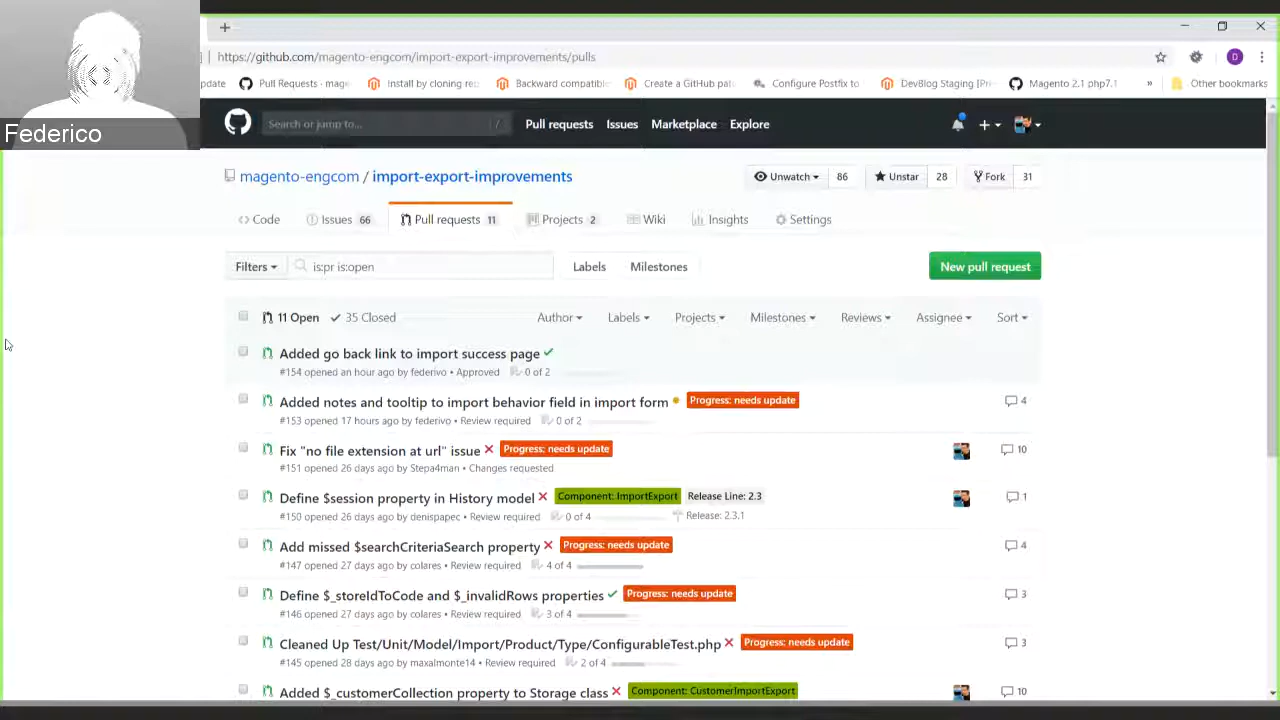 Federico
https://github.com/magento-engcom/import-export-improvements/pulls
D
update
Pull Requests · mage
Install by cloning rep
Backward compatible
Create a GitHub pat
Configure Postfix to
DevBlog Staging [Pre
Magento 2.1 php7.1
»
Other bookmarks
Search or jump to...
/
Pull requests
Issues
Marketplace
Explore
magento-engcom / import-export-improvements
Unwatch 86
Unstar 28
Fork 31
Code
Issues 66
Pull requests 11
Projects 2
Wiki
Insights
Settings
Filters
is:pr is:open
Labels
Milestones
New pull request
11 Open
35 Closed
Author
Labels
Projects
Milestones
Reviews
Assignee
Sort
Added go back link to import success page
#154 opened an hour ago by federivo • Approved 0 of 2
Added notes and tooltip to import behavior field in import form Progress: needs update 4
#153 opened 17 hours ago by federivo • Review required 0 of 2
Fix "no file extension at url" issue Progress: needs update 10
#151 opened 26 days ago by Stepa4man • Changes requested
Define $session property in History model Component: ImportExport Release Line: 2.3 1
#150 opened 26 days ago by denispapec • Review required 0 of 4 Release: 2.3.1
Add missed $searchCriteriaSearch property Progress: needs update 4
#147 opened 27 days ago by colares • Review required 4 of 4
Define $_storeIdToCode and $_invalidRows properties Progress: needs update 3
#146 opened 27 days ago by colares • Review required 3 of 4
Cleaned Up Test/Unit/Model/Import/Product/Type/ConfigurableTest.php Progress: needs update 3
#145 opened 28 days ago by maxalmonte14 • Review required 2 of 4
Added $_customerCollection property to Storage class Component: CustomerImportExport 10